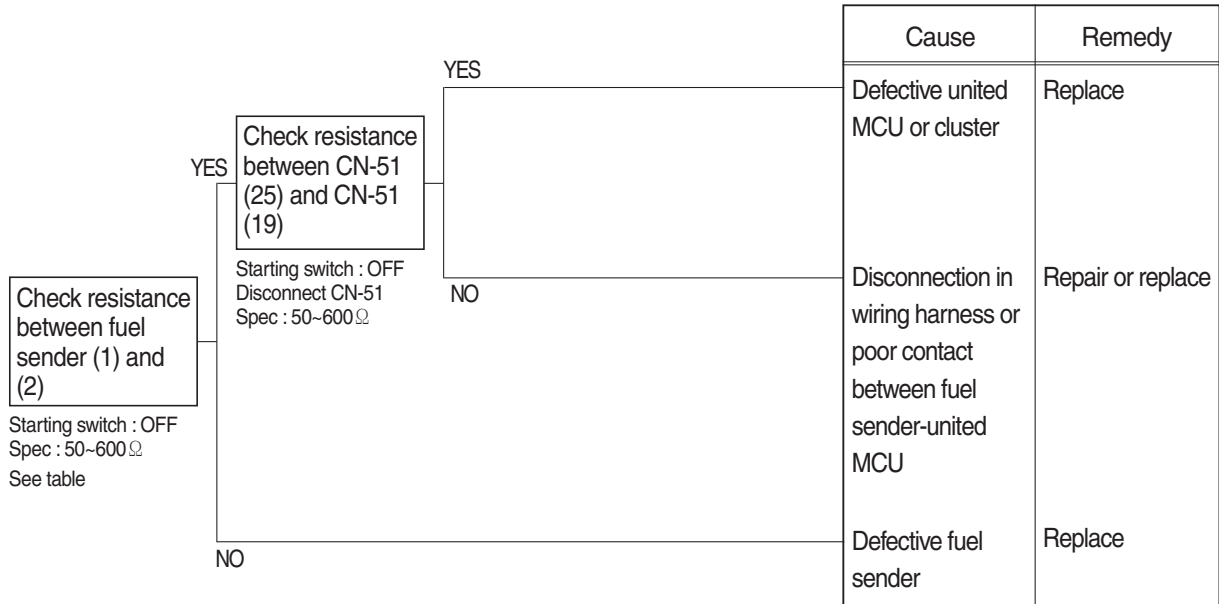 Check resistance
between fuel
sender (1) and
(2)
Starting switch : OFF
Spec : 50~600Ω
See table
YES
NO
Check resistance
between CN-51
(25) and CN-51
(19)
Starting switch : OFF
Disconnect CN-51
Spec : 50~600Ω
YES
NO
Cause Remedy
Defective united Replace
MCU or cluster
Disconnection in Repair or replace
wiring harness or
poor contact
between fuel
sender-united
MCU
Defective fuel Replace
sender